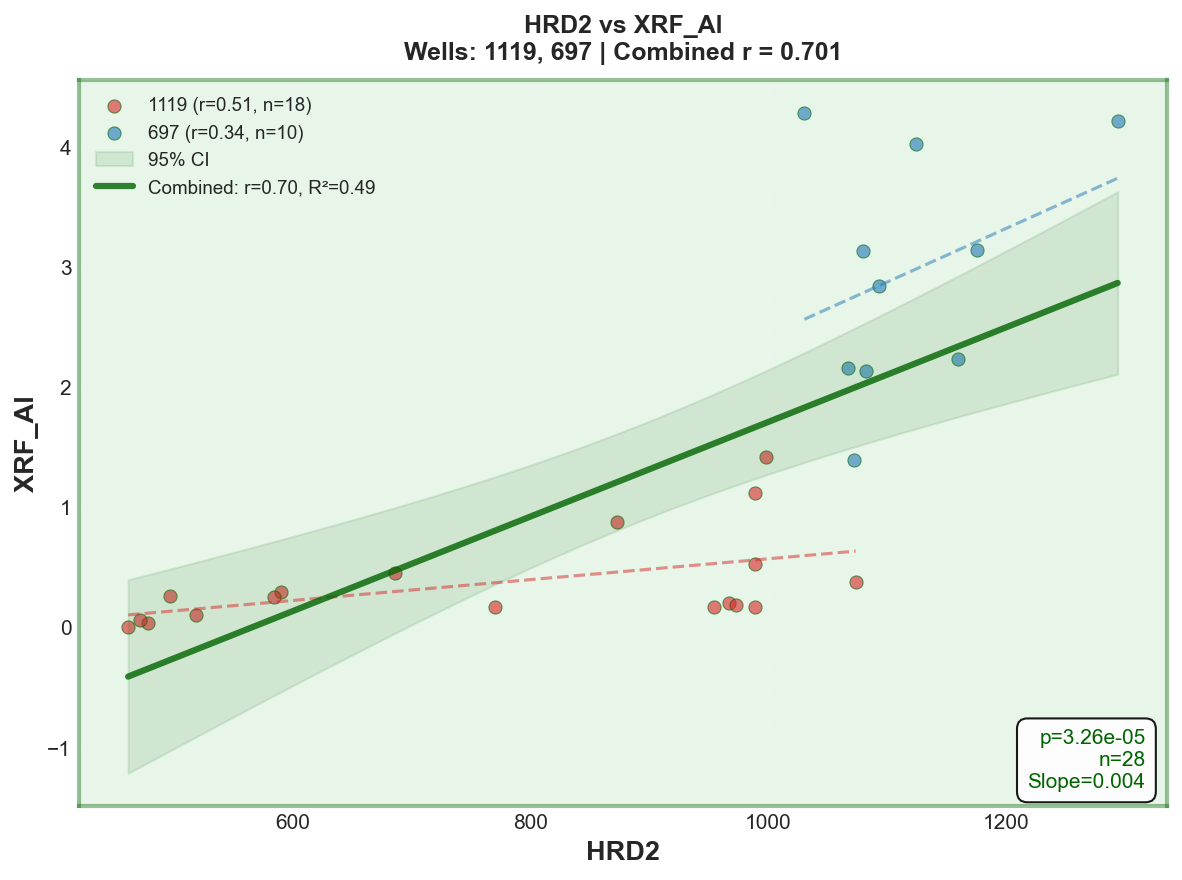 HRD2 vs XRF_Al
Wells: 1119, 697 | Combined r = 0.701
1119 (r=0.51, n=18)
697 (r=0.34, n=10)
95% CI
Combined: r=0.70, R²=0.49
4
3
2
1
0
−1
XRF_Al
p=3.26e-05
n=28
Slope=0.004
600
800
1000
1200
HRD2